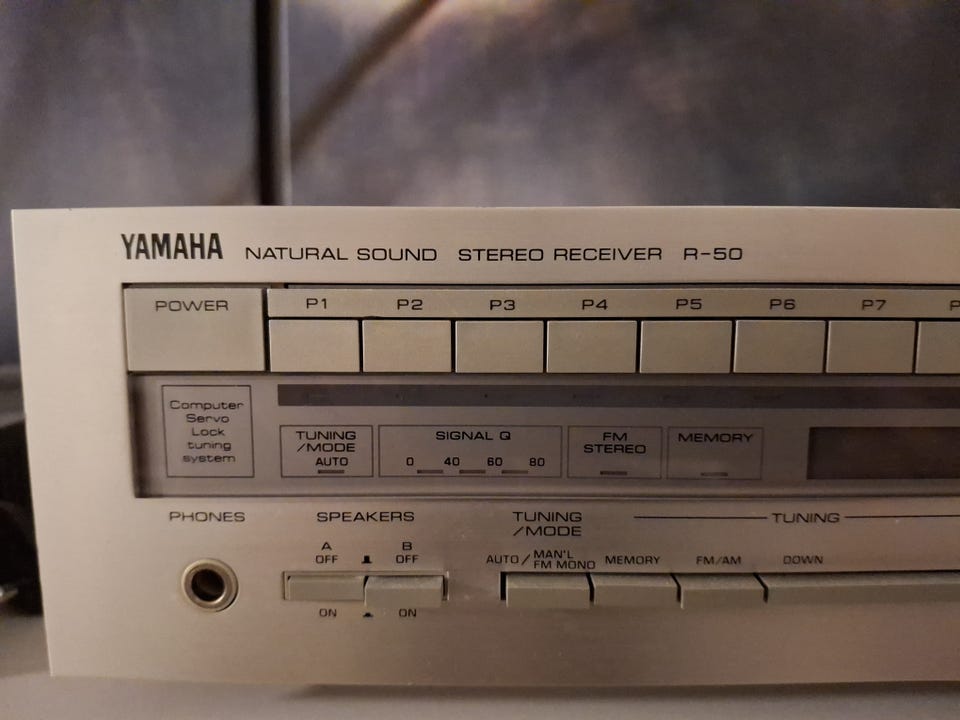 YAMAHA NATURAL SOUND STEREO RECEIVER R-50
POWER
P1 P2 P3 P4 P5 P6 P7 P
Computer
Servo
Lock
tuning
system
TUNING
/MODE
AUTO
SIGNAL Q
0 40 60 80
FM
STEREO
MEMORY
PHONES
SPEAKERS
A B
OFF OFF
ON ON
TUNING
/MODE
AUTO / MAN'L
FM MONO
MEMORY
TUNING
FM/AM
DOWN